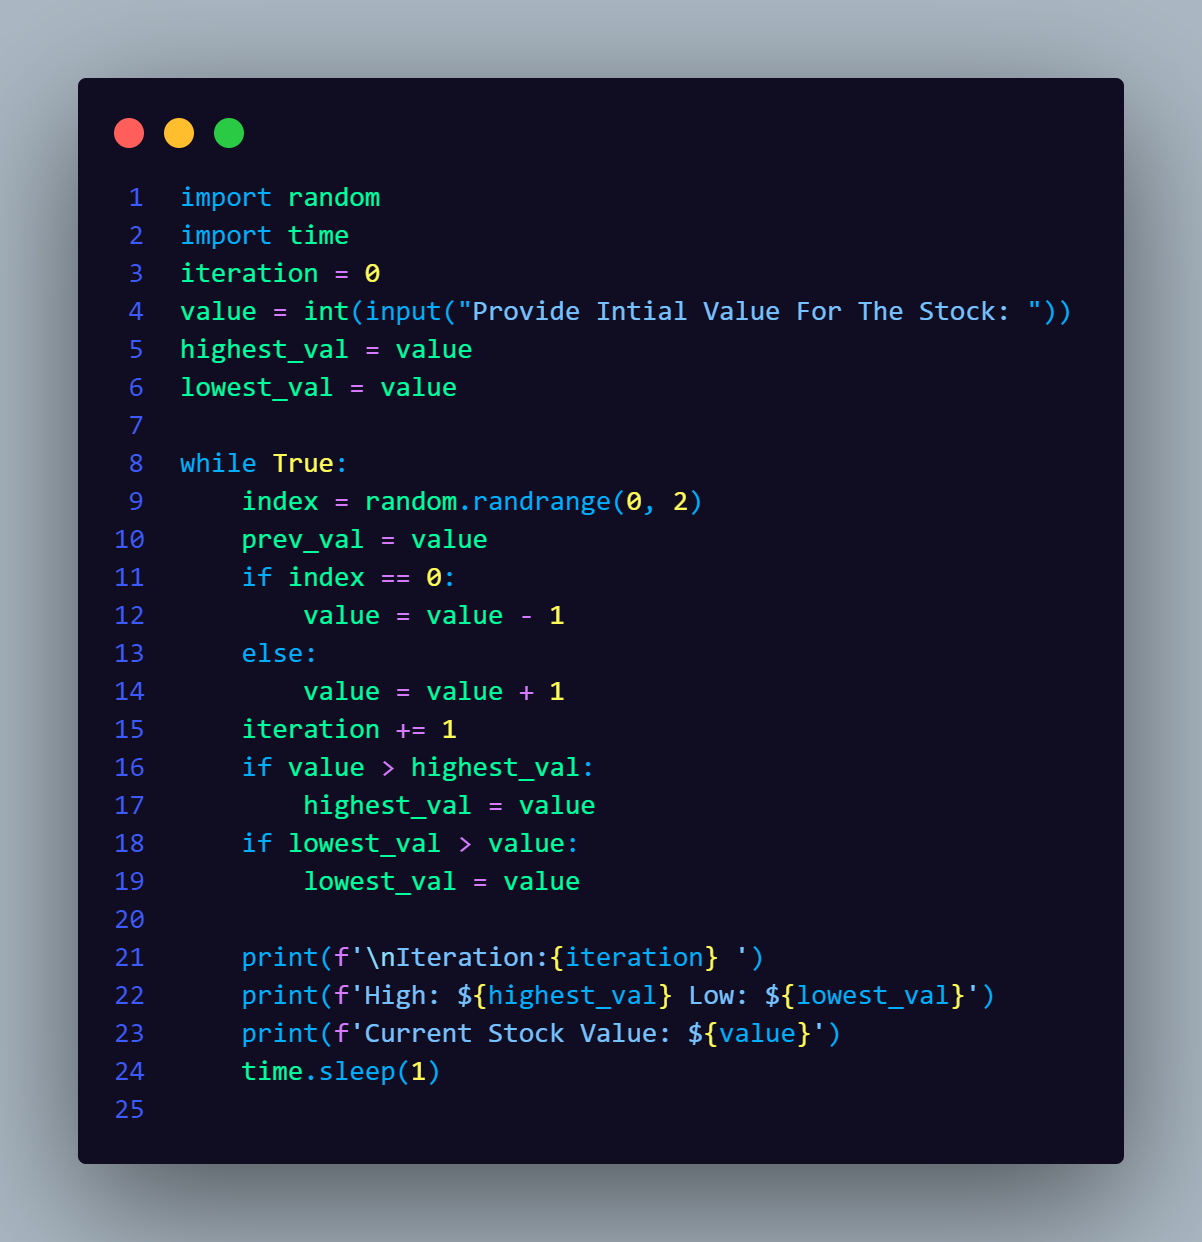 1 import random
2 import time
3 iteration = 0
4 value = int(input("Provide Intial Value For The Stock: "))
5 highest_val = value
6 lowest_val = value
7
8 while True:
9     index = random.randrange(0, 2)
10     prev_val = value
11     if index == 0:
12         value = value - 1
13     else:
14         value = value + 1
15     iteration += 1
16     if value > highest_val:
17         highest_val = value
18     if lowest_val > value:
19         lowest_val = value
20
21     print(f'\nIteration:{iteration} ')
22     print(f'High: ${highest_val} Low: ${lowest_val}')
23     print(f'Current Stock Value: ${value}')
24     time.sleep(1)
25